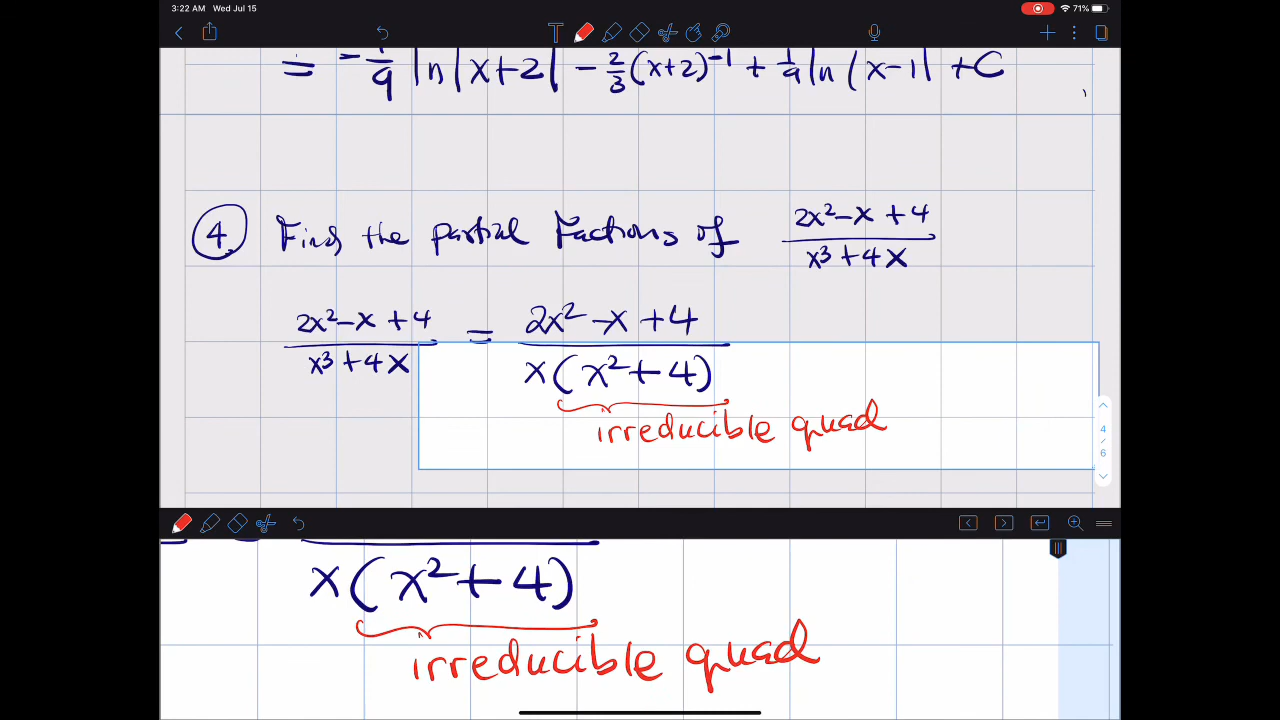 3:22 AM Wed Jul 15 71%
= -1/9 ln|x+2| - 2/3 (x+2)⁻¹ + 1/9 ln|x-1| + C
4. Find the partial Factions of (2x²-x+4)/(x³+4x)
(2x²-x+4)/(x³+4x) = (2x²-x+4)/(x(x²+4))
irreducible quad
4
6
x(x²+4)
irreducible quad